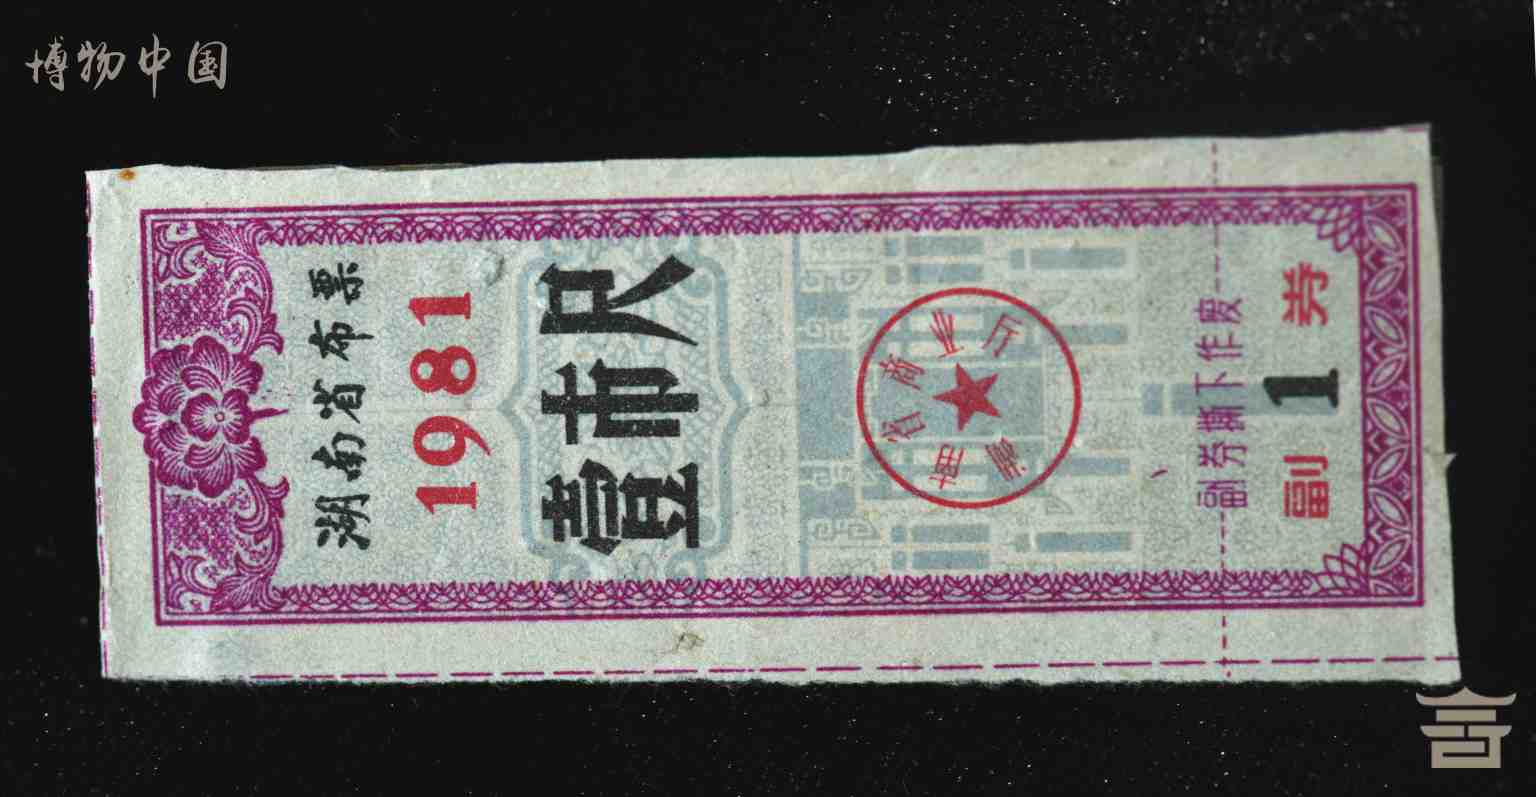 博物中国
湖南省布票
1981
壹市尺
湖南省商业厅
副券撕下作废
副 1 券